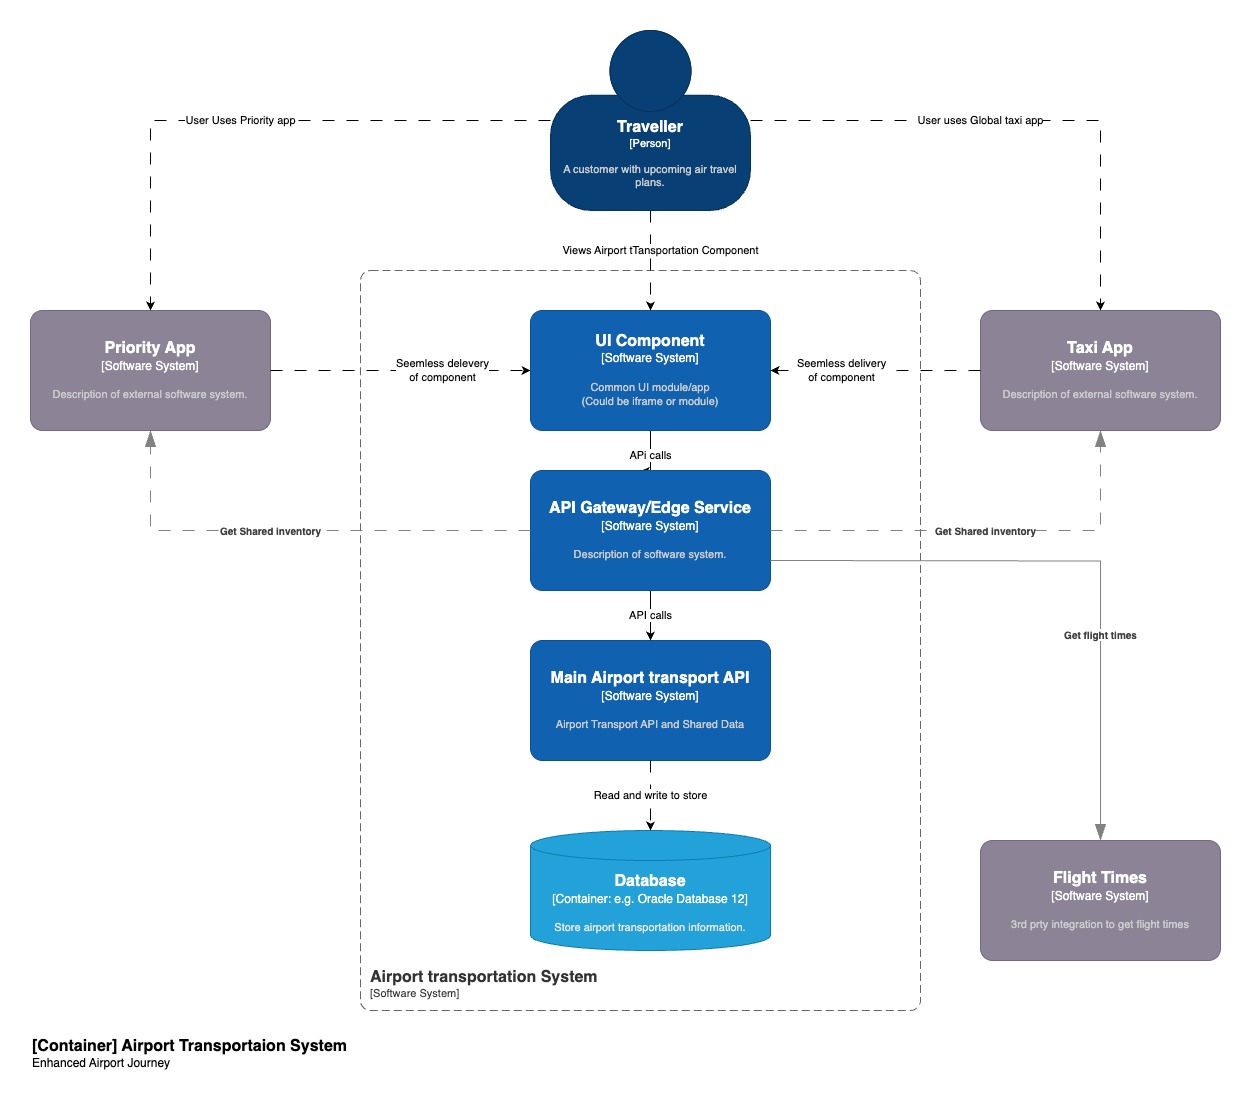 Traveller
[Person]
A customer with upcoming air travel
plans.
User Uses Priority app
User uses Global taxi app
Views Airport tTansportation Component
Priority App
[Software System]
Description of external software system.
Seemless delevery
of component
UI Component
[Software System]
Common UI module/app
(Could be iframe or module)
Seemless delivery
of component
Taxi App
[Software System]
Description of external software system.
APi calls
API Gateway/Edge Service
[Software System]
Description of software system.
Get Shared inventory
Get Shared inventory
API calls
Get flight times
Main Airport transport API
[Software System]
Airport Transport API and Shared Data
Read and write to store
Database
[Container: e.g. Oracle Database 12]
Store airport transportation information.
Flight Times
[Software System]
3rd prty integration to get flight times
Airport transportation System
[Software System]
[Container] Airport Transportaion System
Enhanced Airport Journey